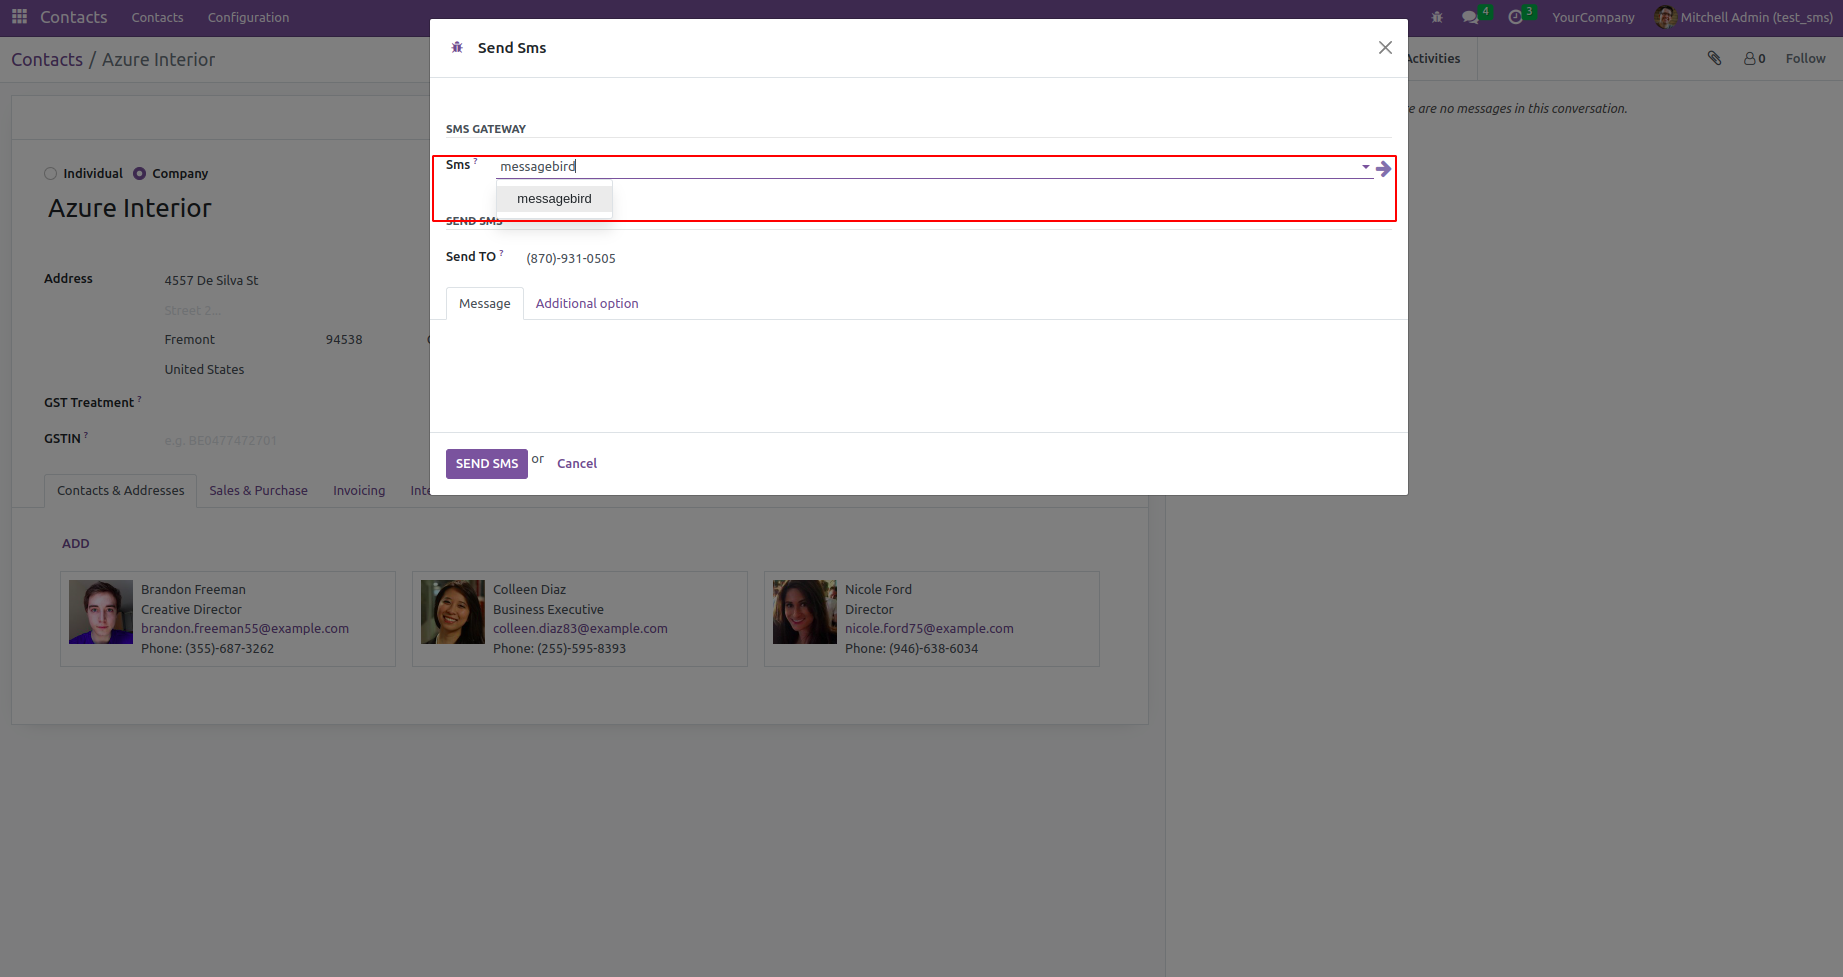 Contacts Contacts Configuration 4 3 YourCompany Mitchell Admin (test_sms)
Contacts / Azure Interior
Activities 0 Follow
e are no messages in this conversation.
Send Sms
SMS GATEWAY
Sms ? messagebird
messagebird
SEND SMS
Send TO ? (870)-931-0505
Message Additional option
SEND SMS or Cancel
Individual Company
Azure Interior
Address 4557 De Silva St
Street 2...
Fremont 94538
United States
GST Treatment ?
GSTIN ? e.g. BE0477472701
Contacts & Addresses Sales & Purchase Invoicing Inte
ADD
Brandon Freeman
Creative Director
brandon.freeman55@example.com
Phone: (355)-687-3262
Colleen Diaz
Business Executive
colleen.diaz83@example.com
Phone: (255)-595-8393
Nicole Ford
Director
nicole.ford75@example.com
Phone: (946)-638-6034